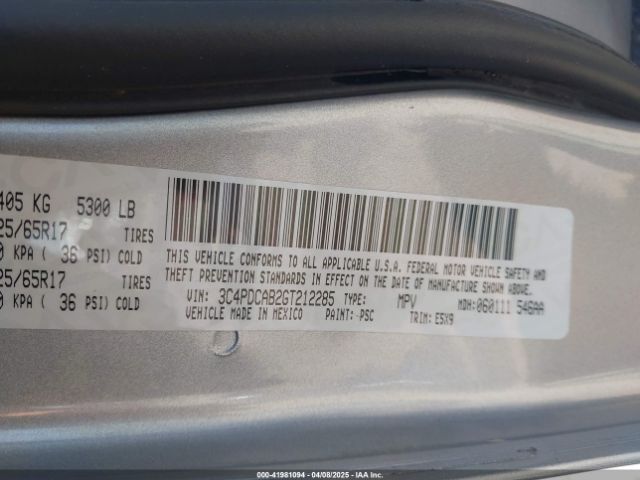 405 KG 5300 LB
25/65R17 TIRES
0 KPA ( 36 PSI) COLD
25/65R17 TIRES
0 KPA ( 36 PSI) COLD
THIS VEHICLE CONFORMS TO ALL APPLICABLE U.S.A. FEDERAL MOTOR VEHICLE SAFETY AND
THEFT PREVENTION STANDARDS IN EFFECT ON THE DATE OF MANUFACTURE SHOWN ABOVE.
VIN: 3C4PDCAB2GT212285 TYPE: MPV MDH:060111 546AA
VEHICLE MADE IN MEXICO PAINT: PSC TRIM: E5X9
000-41981094 | 04/08/2025 | IAA Inc.